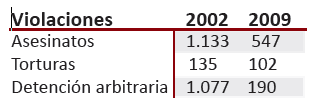 Violaciones 2002 2009
Asesinatos 1.133 547
Torturas 135 102
Detención arbitraria 1.077 190